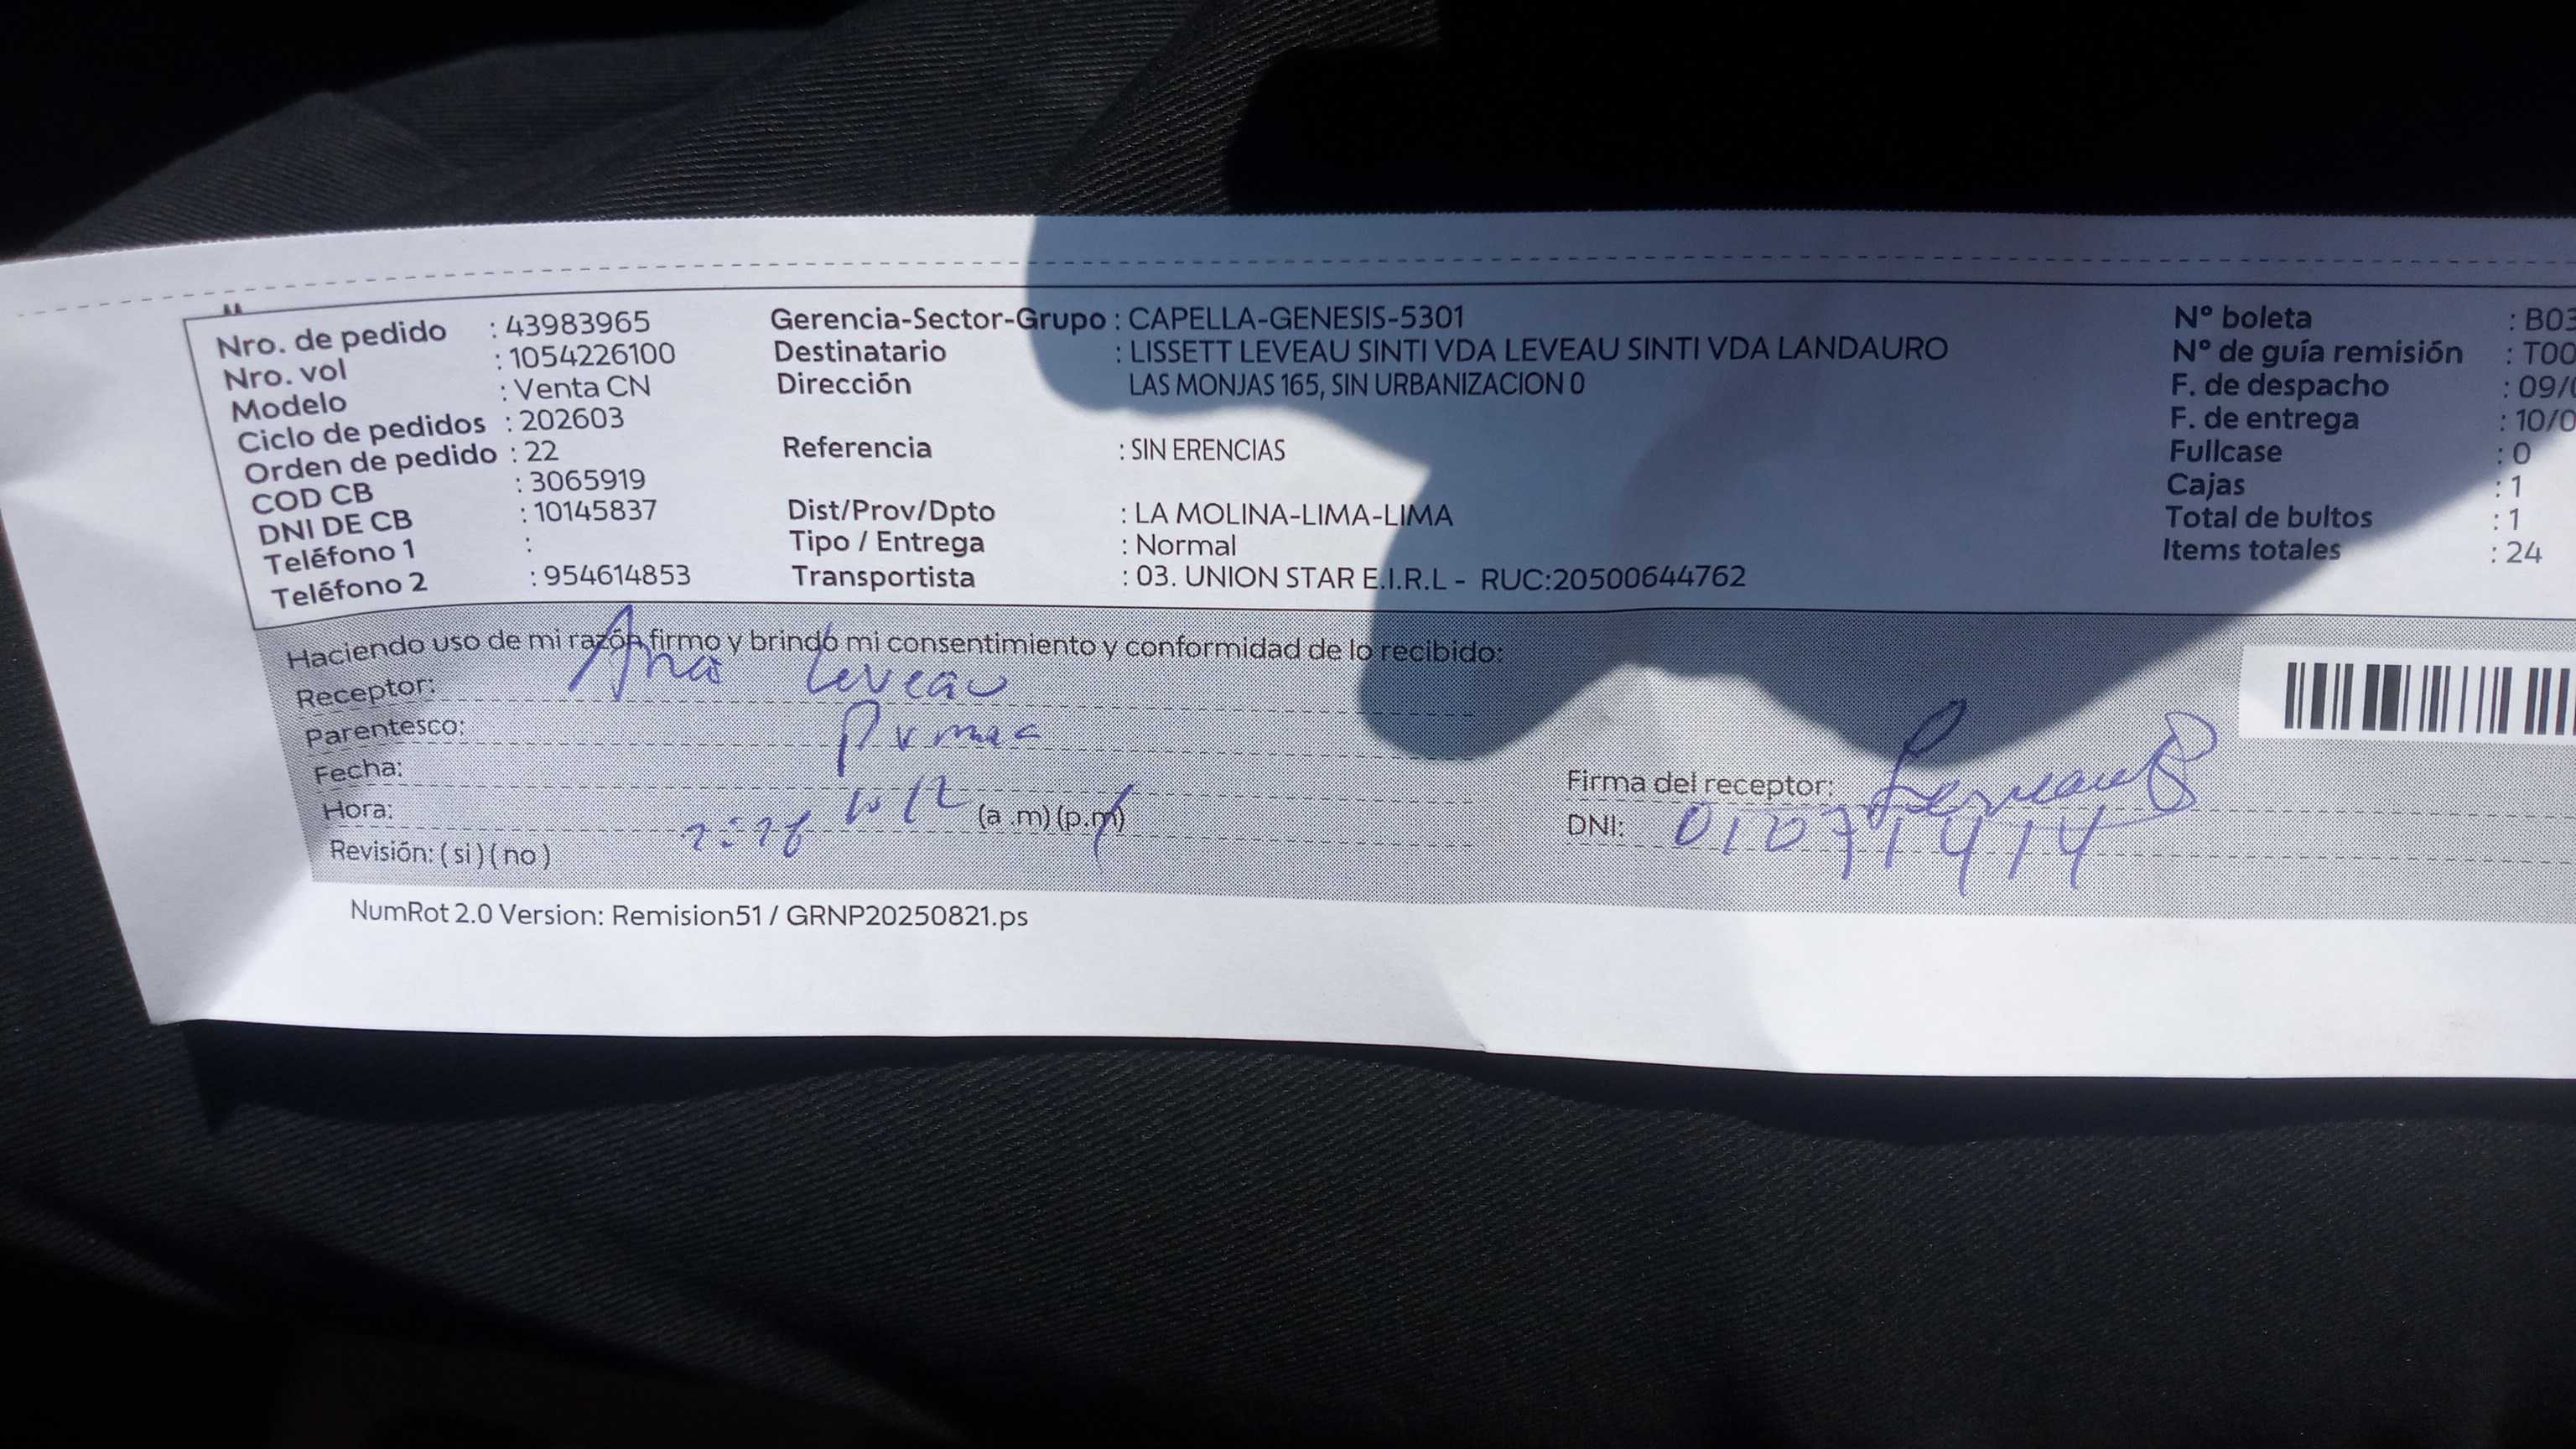 Nro. de pedido : 43983965
Nro. vol : 1054226100
Modelo : Venta CN
Ciclo de pedidos : 202603
Orden de pedido : 22
COD CB : 3065919
DNI DE CB : 10145837
Teléfono 1 :
Teléfono 2 : 954614853
Gerencia-Sector-Grupo : CAPELLA-GENESIS-5301
Destinatario : LISSETT LEVEAU SINTI VDA LEVEAU SINTI VDA LANDAURO
Dirección LAS MONJAS 165, SIN URBANIZACION 0
Referencia : SIN ERENCIAS
Dist/Prov/Dpto : LA MOLINA-LIMA-LIMA
Tipo / Entrega : Normal
Transportista : 03. UNION STAR E.I.R.L - RUC:20500644762
Nº boleta : B03
Nº de guía remisión : T00
F. de despacho : 09/0
F. de entrega : 10/0
Fullcase : 0
Cajas : 1
Total de bultos : 1
Items totales : 24
Haciendo uso de mi razón firmo y brindo mi consentimiento y conformidad de lo recibido:
Receptor: Ana Leveau
Parentesco:
Fecha:
Hora: (a .m) (p.m)
Revisión: ( si ) ( no )
Firma del receptor:
DNI: 01071414
NumRot 2.0 Version: Remision51 / GRNP20250821.ps